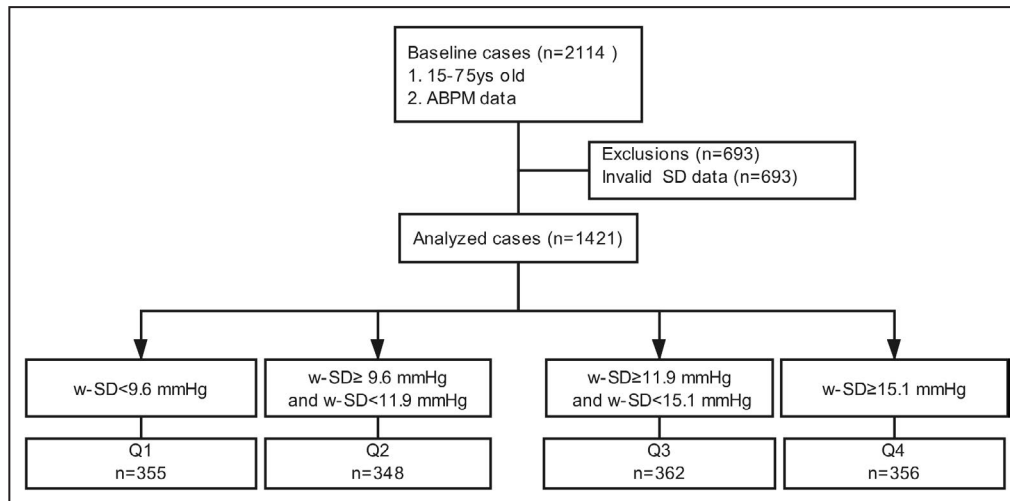 Baseline cases (n=2114 )
1. 15-75ys old
2. ABPM data
Exclusions (n=693)
Invalid SD data (n=693)
Analyzed cases (n=1421)
w-SD<9.6 mmHg
w-SD≥ 9.6 mmHg
and w-SD<11.9 mmHg
w-SD≥11.9 mmHg
and w-SD<15.1 mmHg
w-SD≥15.1 mmHg
Q1
n=355
Q2
n=348
Q3
n=362
Q4
n=356